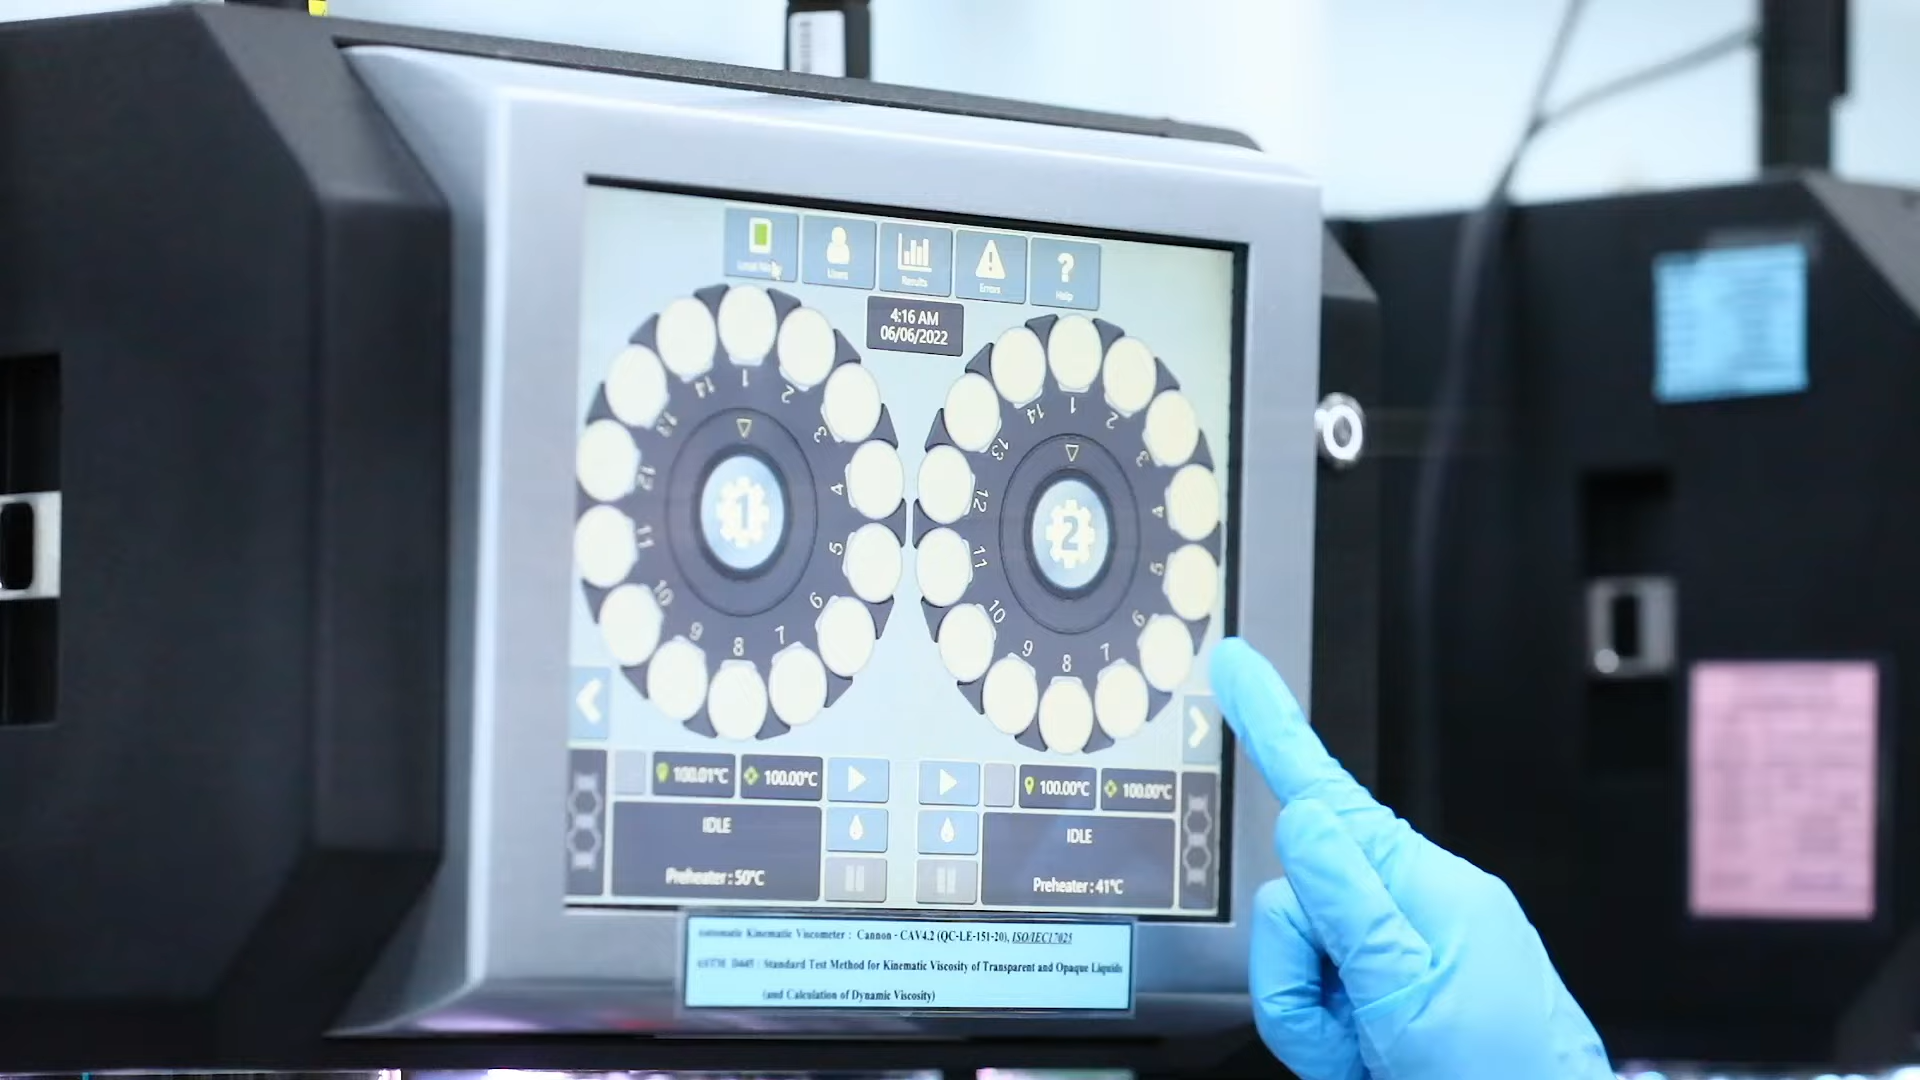 Users
Results
Errors
Help
4:16 AM
06/06/2022
1
2
3
4
5
6
7
8
9
10
11
12
13
14
1
1
2
3
4
5
6
7
8
9
10
11
12
13
14
2
100.01°C
100.00°C
100.00°C
100.00°C
IDLE
Preheater : 50°C
IDLE
Preheater : 41°C
Automatic Kinematic Viscometer : Cannon - CAV4.2 (QC-LE-151-20), ISO/IEC17025
ASTM D445 : Standard Test Method for Kinematic Viscosity of Transparent and Opaque Liquids
(and Calculation of Dynamic Viscosity)